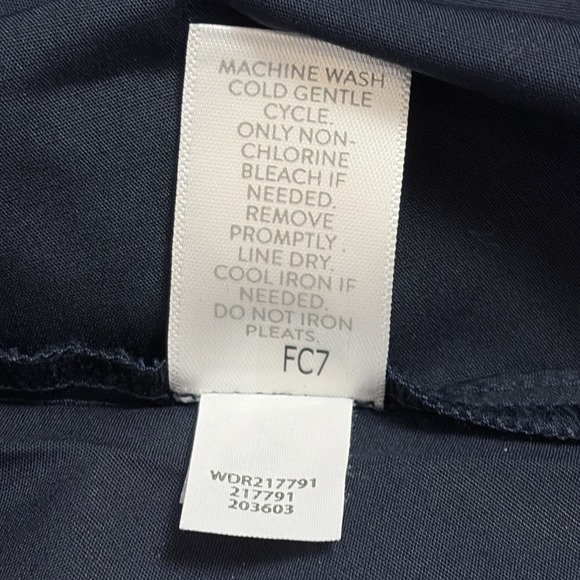 MACHINE WASH
COLD GENTLE
CYCLE.
ONLY NON-
CHLORINE
BLEACH IF
NEEDED.
REMOVE
PROMPTLY.
LINE DRY.
COOL IRON IF
NEEDED.
DO NOT IRON
PLEATS.
FC7
WDR217791
217791
203603